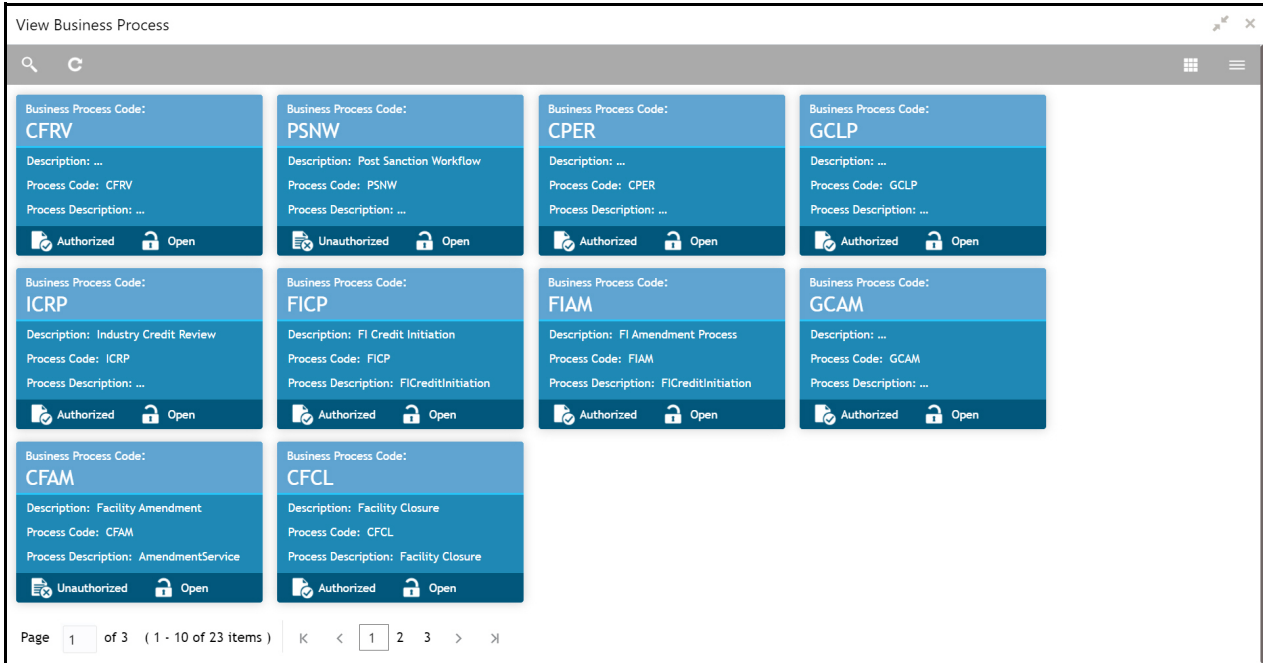 View Business Process
Business Process Code:
CFRV
Description: ...
Process Code: CFRV
Process Description: ...
Authorized Open
Business Process Code:
PSNW
Description: Post Sanction Workflow
Process Code: PSNW
Process Description: ...
Unauthorized Open
Business Process Code:
CPER
Description: ...
Process Code: CPER
Process Description: ...
Authorized Open
Business Process Code:
GCLP
Description: ...
Process Code: GCLP
Process Description: ...
Authorized Open
Business Process Code:
ICRP
Description: Industry Credit Review
Process Code: ICRP
Process Description: ...
Authorized Open
Business Process Code:
FICP
Description: FI Credit Initiation
Process Code: FICP
Process Description: FICreditInitiation
Authorized Open
Business Process Code:
FIAM
Description: FI Amendment Process
Process Code: FIAM
Process Description: FICreditInitiation
Authorized Open
Business Process Code:
GCAM
Description: ...
Process Code: GCAM
Process Description: ...
Authorized Open
Business Process Code:
CFAM
Description: Facility Amendment
Process Code: CFAM
Process Description: AmendmentService
Unauthorized Open
Business Process Code:
CFCL
Description: Facility Closure
Process Code: CFCL
Process Description: Facility Closure
Authorized Open
Page 1 of 3 ( 1 - 10 of 23 items ) 1 2 3